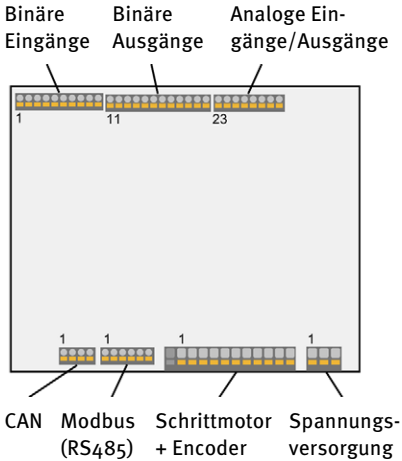 Binäre Eingänge
Binäre Ausgänge
Analoge Ein-
gänge/Ausgänge
1 11 23
1 1 1 1
CAN
Modbus
(RS485)
Schrittmotor
+ Encoder
Spannungs-
versorgung